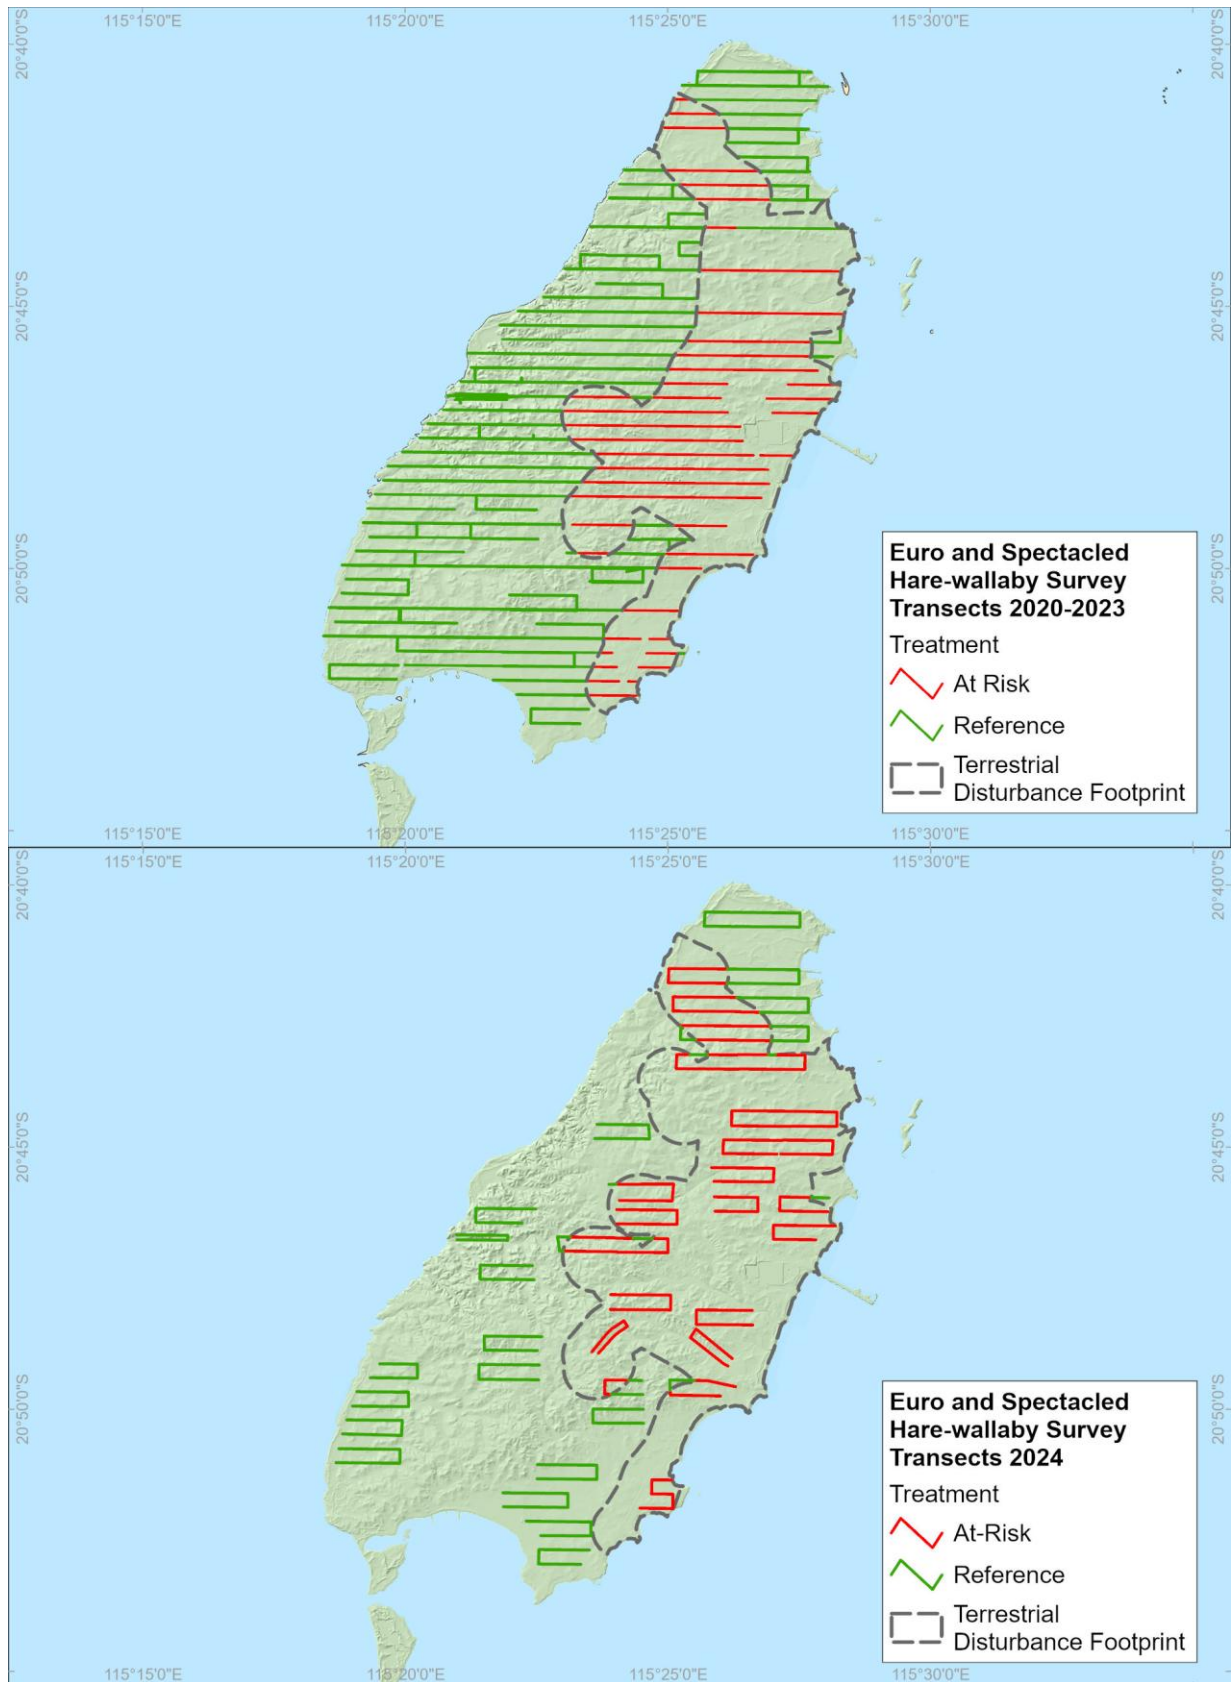 115°15'0"E 115°20'0"E 115°25'0"E 115°30'0"E
20°40'0"S 20°40'0"S
20°45'0"S 20°45'0"S
20°50'0"S 20°50'0"S
Euro and Spectacled
Hare-wallaby Survey
Transects 2020-2023
Treatment
At Risk
Reference
Terrestrial
Disturbance Footprint
115°15'0"E 115°20'0"E 115°25'0"E 115°30'0"E
115°15'0"E 115°20'0"E 115°25'0"E 115°30'0"E
20°40'0"S 20°40'0"S
20°45'0"S 20°45'0"S
20°50'0"S 20°50'0"S
Euro and Spectacled
Hare-wallaby Survey
Transects 2024
Treatment
At-Risk
Reference
Terrestrial
Disturbance Footprint
115°15'0"E 115°20'0"E 115°25'0"E 115°30'0"E